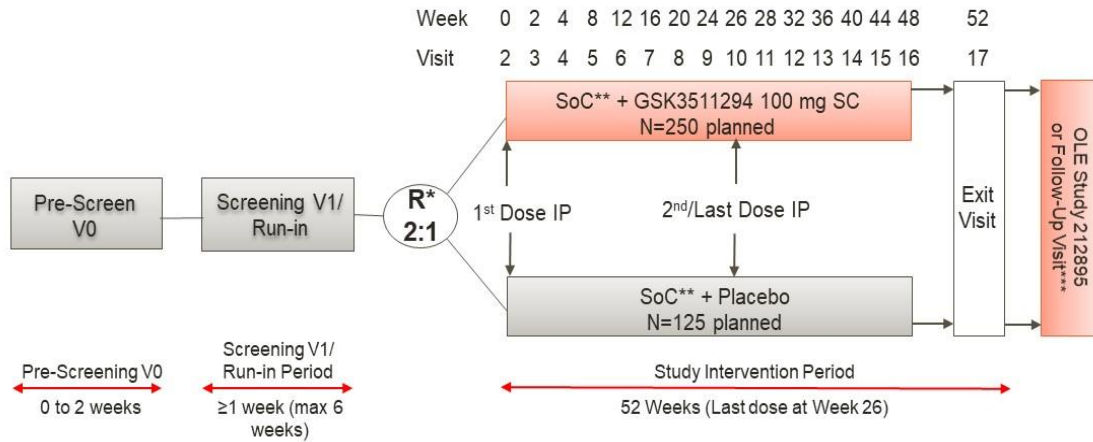 Week 0 2 4 8 12 16 20 24 26 28 32 36 40 44 48 52
Visit 2 3 4 5 6 7 8 9 10 11 12 13 14 15 16 17
SoC** + GSK3511294 100 mg SC
N=250 planned
Pre-Screen
V0
Screening V1/
Run-in
R*
2:1
1st Dose IP
2nd/Last Dose IP
Exit
Visit
OLE Study 212895
or Follow-Up Visit***
SoC** + Placebo
N=125 planned
Pre-Screening V0
0 to 2 weeks
Screening V1/
Run-in Period
≥1 week (max 6
weeks)
Study Intervention Period
52 Weeks (Last dose at Week 26)